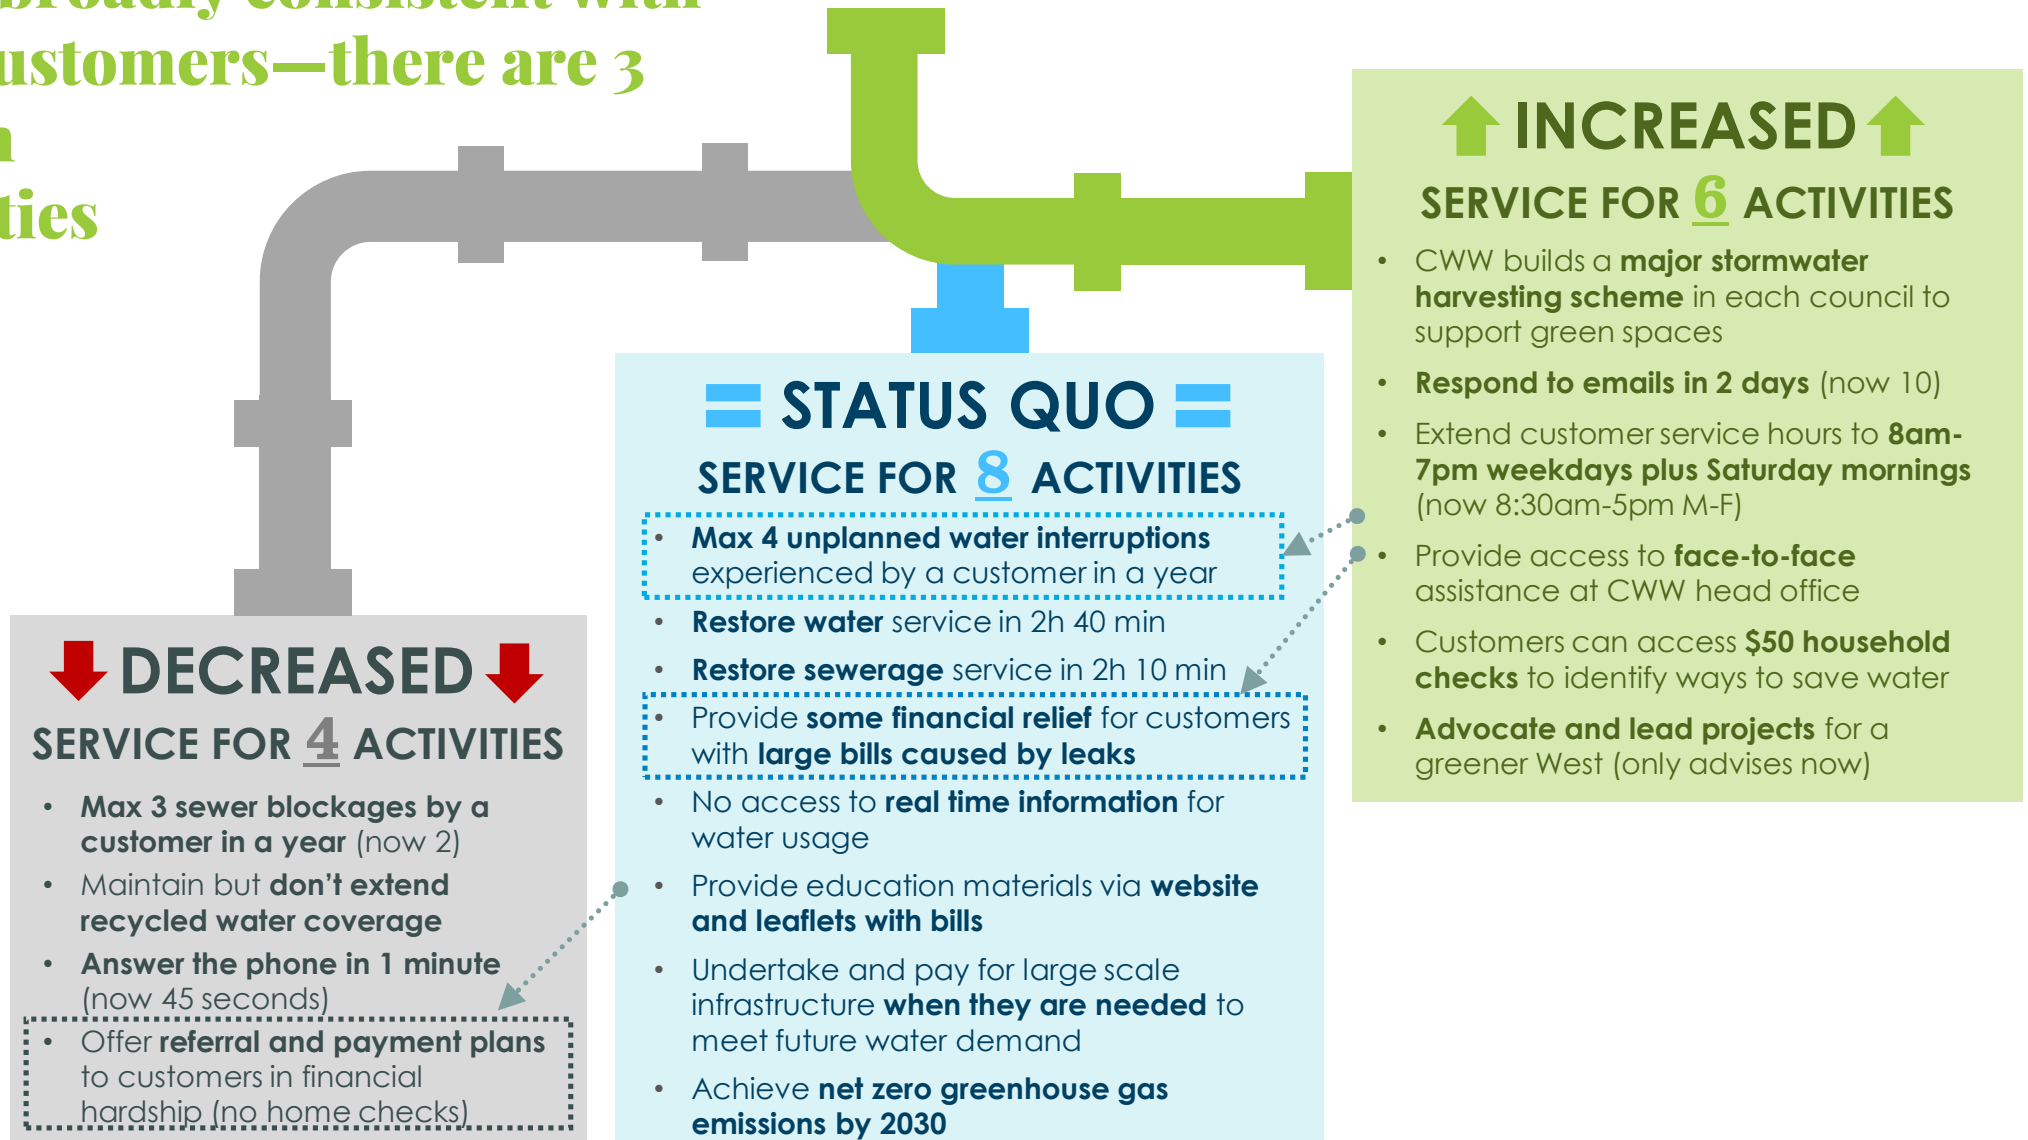 broadly consistent with
ustomers—there are 3
ties
INCREASED
SERVICE FOR 6 ACTIVITIES
• CWW builds a major stormwater
harvesting scheme in each council to
support green spaces
• Respond to emails in 2 days (now 10)
• Extend customer service hours to 8am-
7pm weekdays plus Saturday mornings
(now 8:30am-5pm M-F)
• Provide access to face-to-face
assistance at CWW head office
• Customers can access $50 household
checks to identify ways to save water
• Advocate and lead projects for a
greener West (only advises now)
STATUS QUO
SERVICE FOR 8 ACTIVITIES
• Max 4 unplanned water interruptions
experienced by a customer in a year
• Restore water service in 2h 40 min
• Restore sewerage service in 2h 10 min
• Provide some financial relief for customers
with large bills caused by leaks
• No access to real time information for
water usage
• Provide education materials via website
and leaflets with bills
• Undertake and pay for large scale
infrastructure when they are needed to
meet future water demand
• Achieve net zero greenhouse gas
emissions by 2030
DECREASED
SERVICE FOR 4 ACTIVITIES
• Max 3 sewer blockages by a
customer in a year (now 2)
• Maintain but don’t extend
recycled water coverage
• Answer the phone in 1 minute
(now 45 seconds)
• Offer referral and payment plans
to customers in financial
hardship (no home checks)